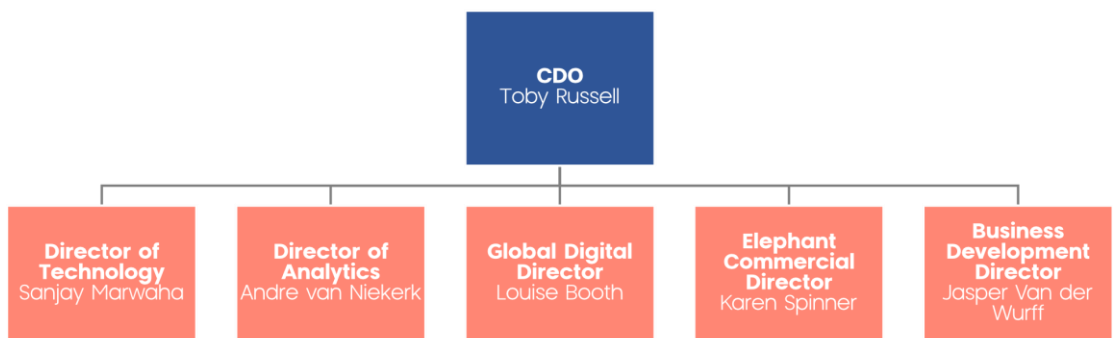 CDO
Toby Russell
Director of
Technology
Sanjay Marwaha
Director of
Analytics
Andre van Niekerk
Global Digital
Director
Louise Booth
Elephant
Commercial
Director
Karen Spinner
Business
Development
Director
Jasper Van der
Wurff